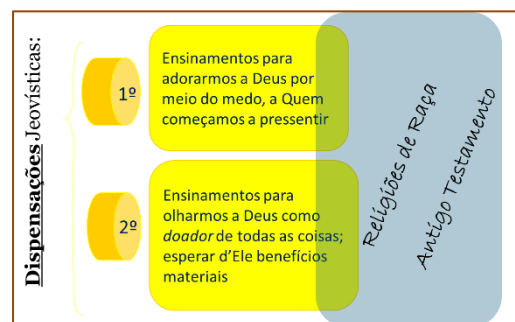 Dispensações Jeovísticas:
1º
Ensinamentos para
adorarmos a Deus por
meio do medo, a Quem
começamos a pressentir
2º
Ensinamentos para
olharmos a Deus como
doador de todas as coisas;
esperar d’Ele benefícios
materiais
Religiões de Raça
Antigo Testamento